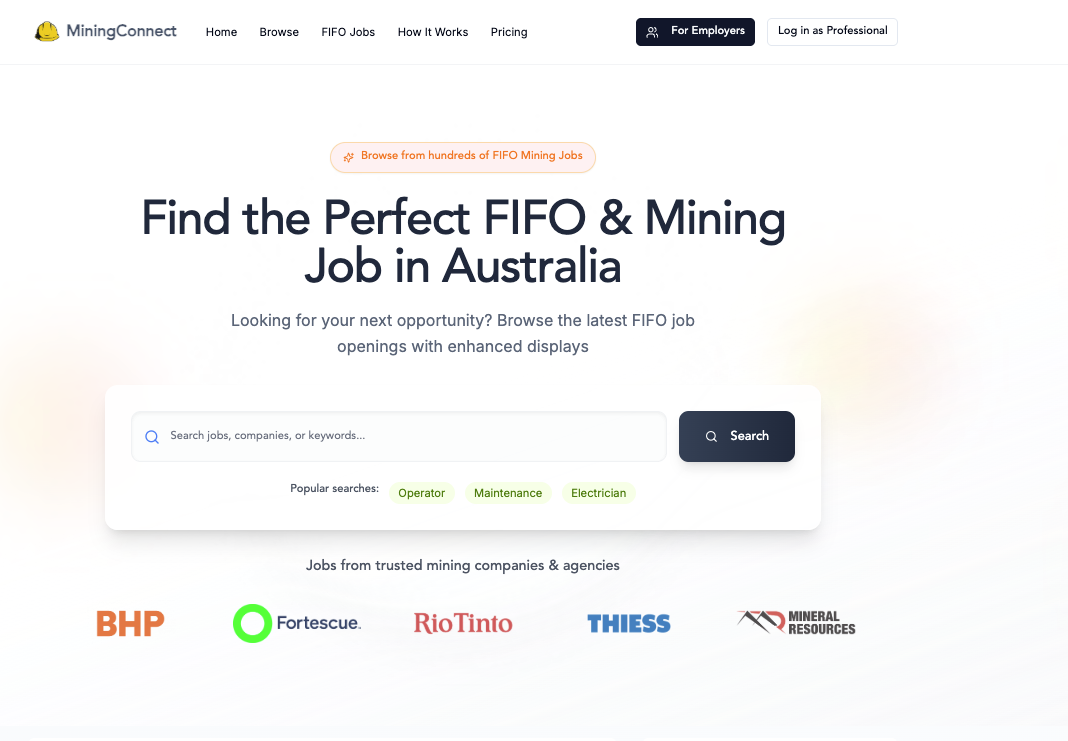 MiningConnect
Home
Browse
FIFO Jobs
How It Works
Pricing
For Employers
Log in as Professional
Browse from hundreds of FIFO Mining Jobs
Find the Perfect FIFO & Mining
Job in Australia
Looking for your next opportunity? Browse the latest FIFO job
openings with enhanced displays
Search jobs, companies, or keywords...
Search
Popular searches:
Operator
Maintenance
Electrician
Jobs from trusted mining companies & agencies
BHP
Fortescue.
RioTinto
THIESS
MINERAL
RESOURCES